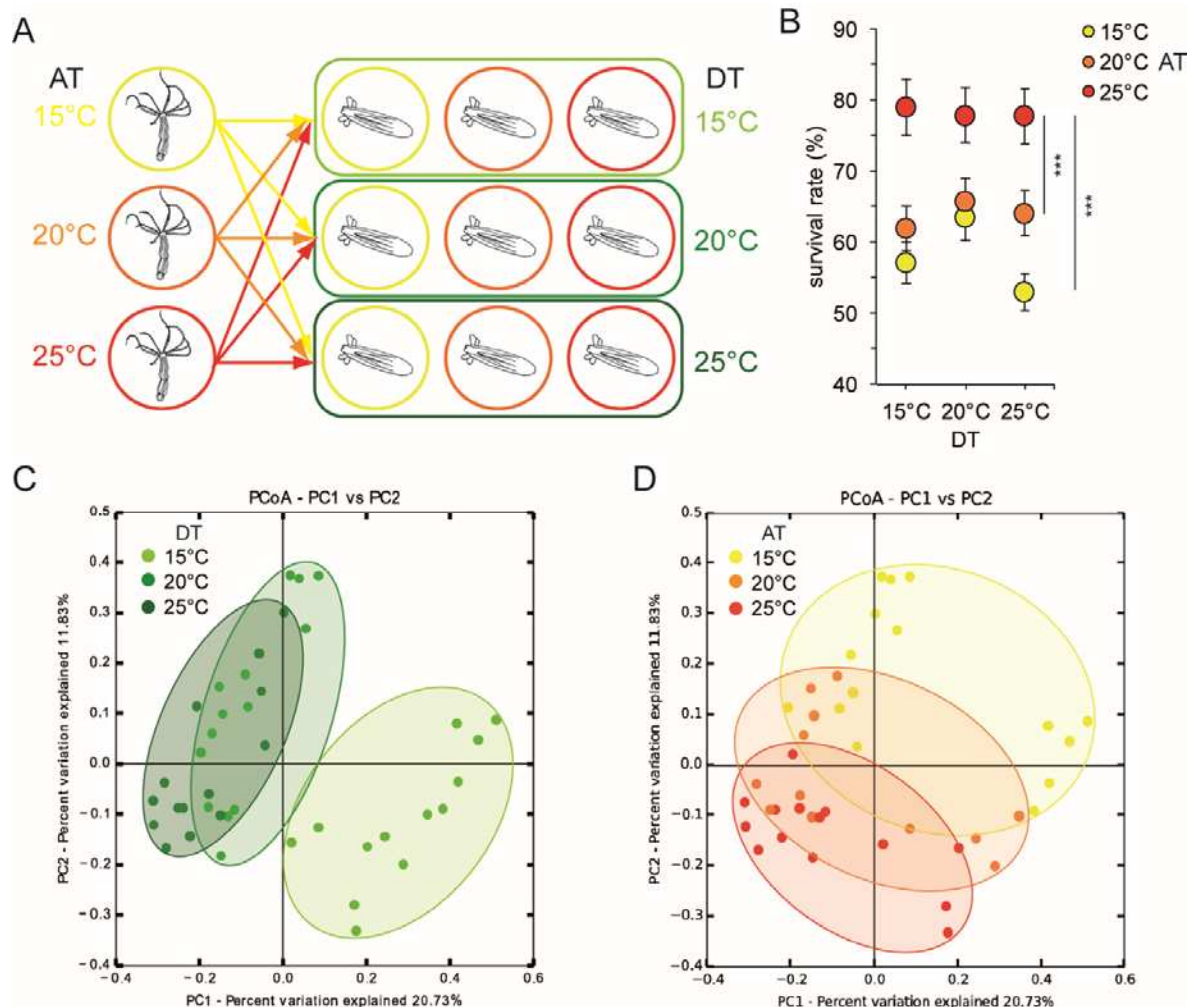 A
AT
DT
15°C
15°C
20°C
20°C
25°C
25°C
B
15°C
20°C AT
25°C
survival rate (%)
90
80
70
60
50
40
***
***
15°C 20°C 25°C
DT
C
PCoA - PC1 vs PC2
DT
15°C
20°C
25°C
PC2 - Percent variation explained 11.83%
0.5
0.4
0.3
0.2
0.1
0.0
-0.1
-0.2
-0.3
-0.4
-0.4 -0.2 0.0 0.2 0.4 0.6
PC1 - Percent variation explained 20.73%
D
PCoA - PC1 vs PC2
AT
15°C
20°C
25°C
PC2 - Percent variation explained 11.83%
0.5
0.4
0.3
0.2
0.1
0.0
-0.1
-0.2
-0.3
-0.4
-0.4 -0.2 0.0 0.2 0.4 0.6
PC1 - Percent variation explained 20.73%